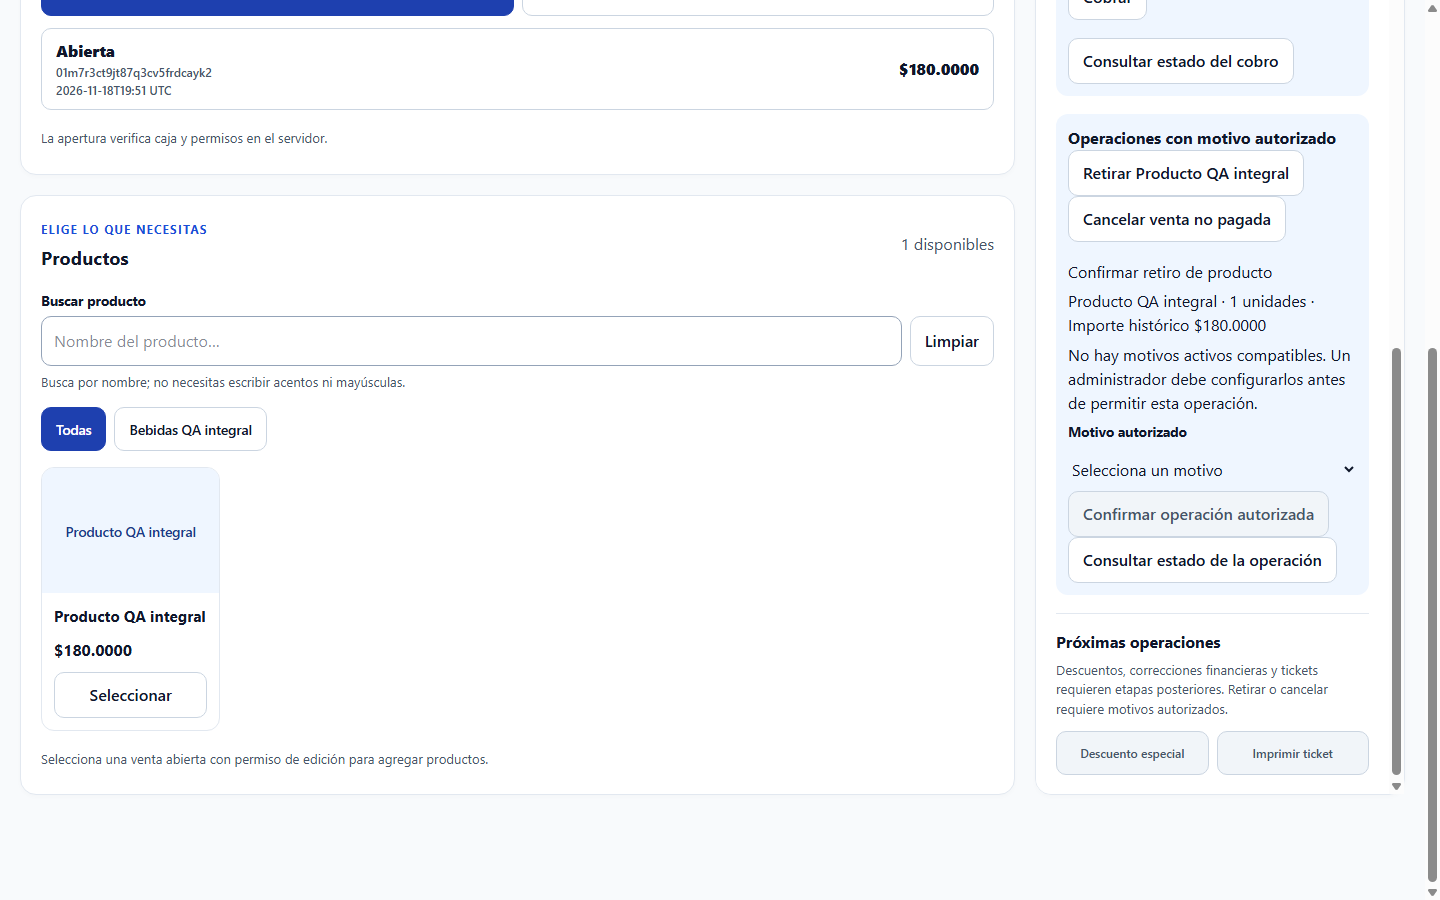 Abierta
01m7r3ct9jt87q3cv5frdcayk2
2026-11-18T19:51 UTC
$180.0000
La apertura verifica caja y permisos en el servidor.
ELIGE LO QUE NECESITAS
Productos
1 disponibles
Buscar producto
Nombre del producto...
Limpiar
Busca por nombre; no necesitas escribir acentos ni mayúsculas.
Todas
Bebidas QA integral
Producto QA integral
Producto QA integral
$180.0000
Seleccionar
Selecciona una venta abierta con permiso de edición para agregar productos.
Cobrar
Consultar estado del cobro
Operaciones con motivo autorizado
Retirar Producto QA integral
Cancelar venta no pagada
Confirmar retiro de producto
Producto QA integral · 1 unidades ·
Importe histórico $180.0000
No hay motivos activos compatibles. Un
administrador debe configurarlos antes
de permitir esta operación.
Motivo autorizado
Selecciona un motivo
Confirmar operación autorizada
Consultar estado de la operación
Próximas operaciones
Descuentos, correcciones financieras y tickets
requieren etapas posteriores. Retirar o cancelar
requiere motivos autorizados.
Descuento especial
Imprimir ticket